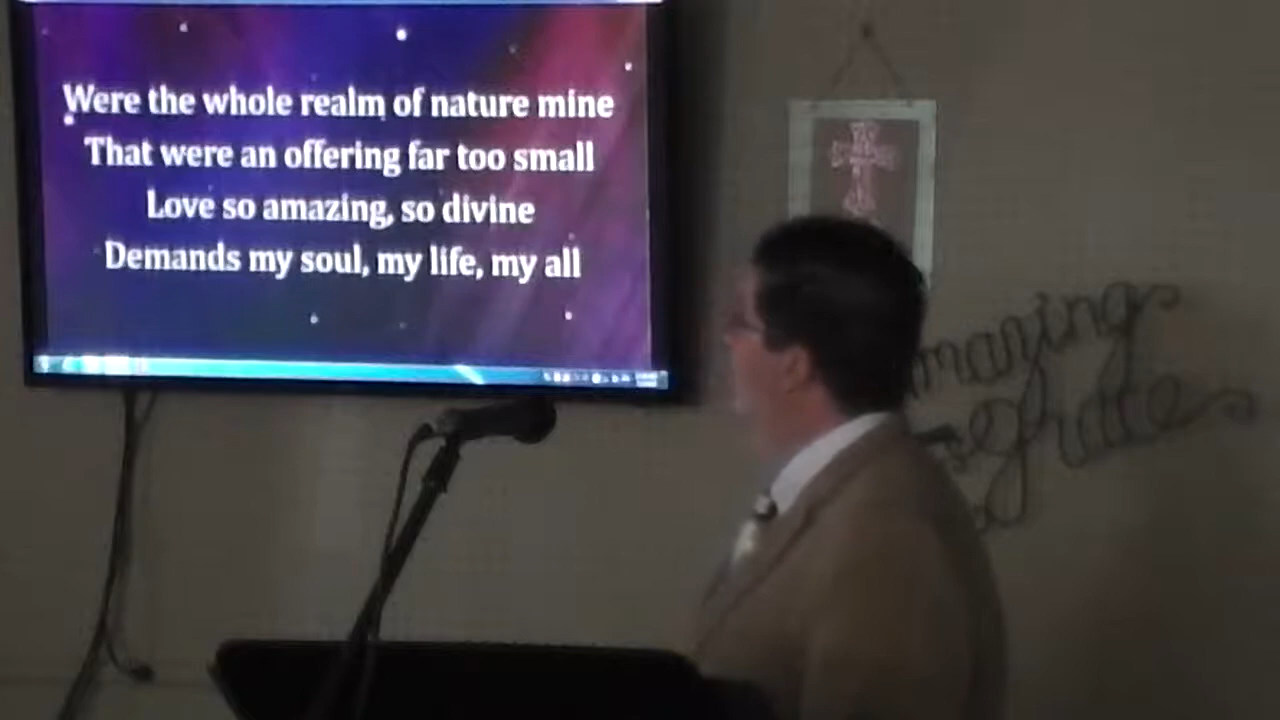 Were the whole realm of nature mine
That were an offering far too small
Love so amazing, so divine
Demands my soul, my life, my all
mazing
grace